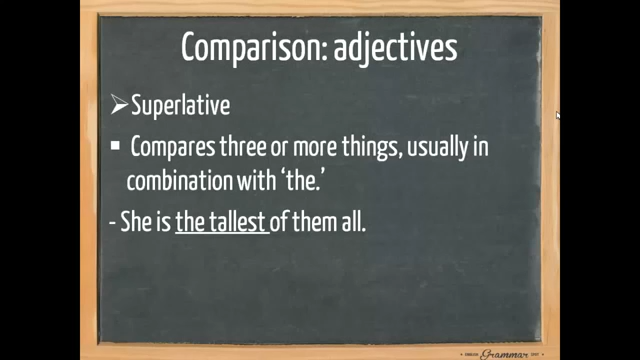 Comparison: adjectives
➢Superlative
▪ Compares three or more things, usually in
combination with ‘the.’
- She is the tallest of them all.
Grammar